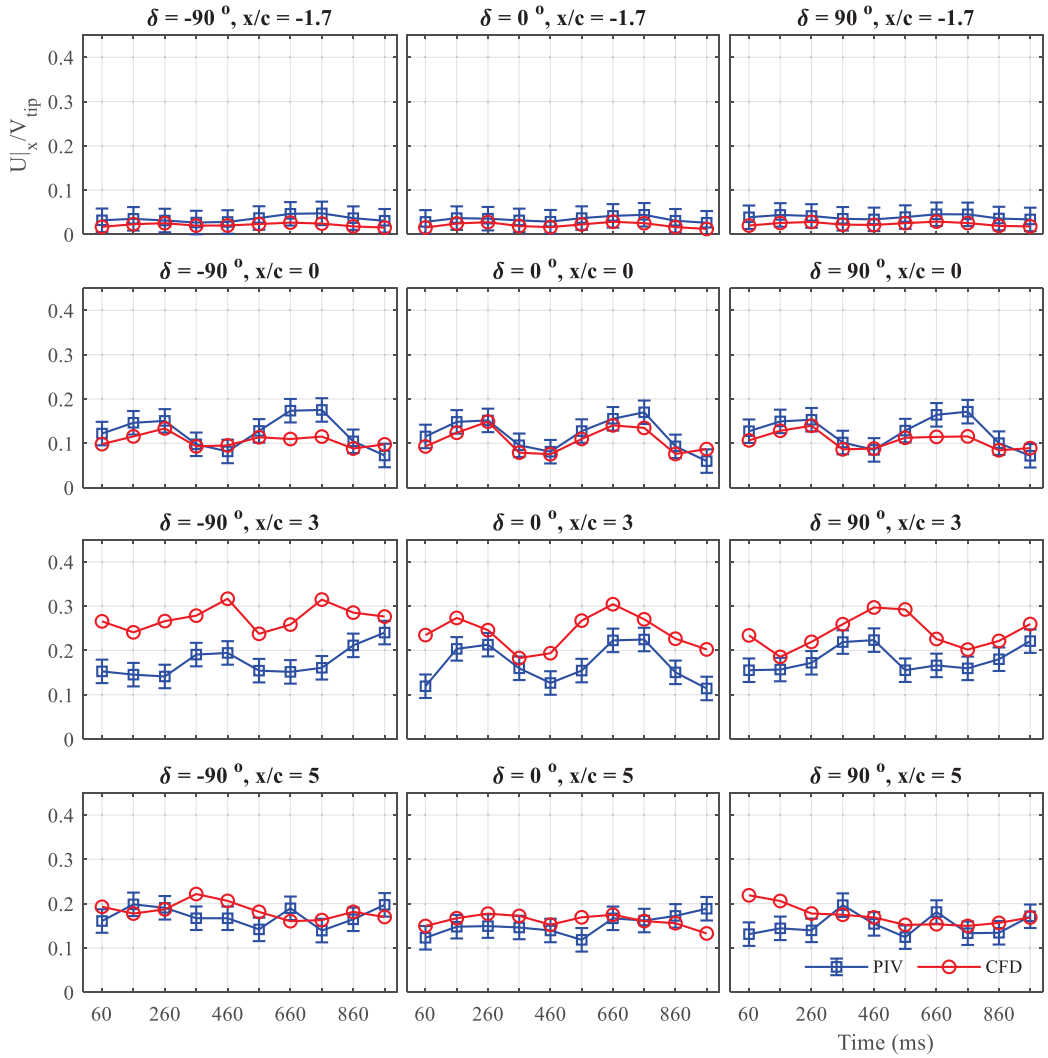 δ = -90 °, x/c = -1.7 δ = 0 °, x/c = -1.7 δ = 90 °, x/c = -1.7
0.4
0.3
0.2
0.1
0
U|x/Vtip
δ = -90 °, x/c = 0 δ = 0 °, x/c = 0 δ = 90 °, x/c = 0
0.4
0.3
0.2
0.1
0
δ = -90 °, x/c = 3 δ = 0 °, x/c = 3 δ = 90 °, x/c = 3
0.4
0.3
0.2
0.1
0
δ = -90 °, x/c = 5 δ = 0 °, x/c = 5 δ = 90 °, x/c = 5
0.4
0.3
0.2
0.1
0
PIV CFD
60 260 460 660 860 60 260 460 660 860 60 260 460 660 860
Time (ms)